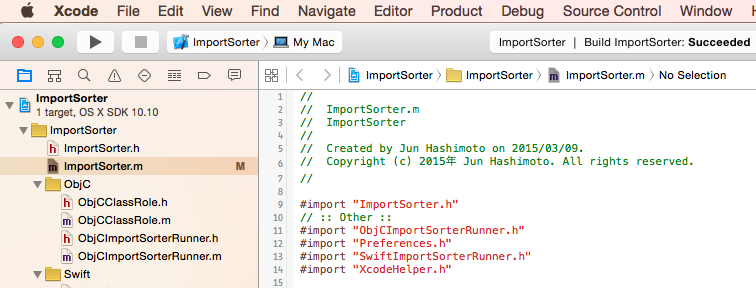 Xcode File Edit View Find Navigate Editor Product Debug Source Control Window
ImportSorter My Mac
ImportSorter | Build ImportSorter: Succeeded
ImportSorter ImportSorter ImportSorter.m No Selection
ImportSorter
1 target, OS X SDK 10.10
ImportSorter
h ImportSorter.h
m ImportSorter.m M
ObjC
h ObjCClassRole.h
m ObjCClassRole.m
h ObjCImportSorterRunner.h
m ObjCImportSorterRunner.m
Swift
1 //
2 //  ImportSorter.m
3 //  ImportSorter
4 //
5 //  Created by Jun Hashimoto on 2015/03/09.
6 //  Copyright (c) 2015年 Jun Hashimoto. All rights reserved.
7 //
8
9 #import "ImportSorter.h"
10 // :: Other ::
11 #import "ObjCImportSorterRunner.h"
12 #import "Preferences.h"
13 #import "SwiftImportSorterRunner.h"
14 #import "XcodeHelper.h"
15